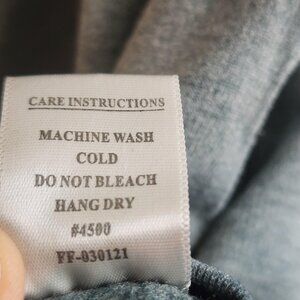 CARE INSTRUCTIONS
MACHINE WASH
COLD
DO NOT BLEACH
HANG DRY
#4500
FF-030121